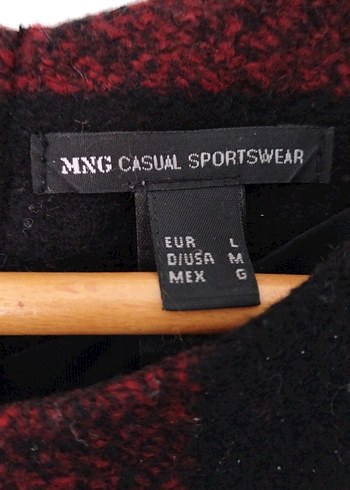 MNG CASUAL SPORTSWEAR
EUR L
D/USA M
MEX G